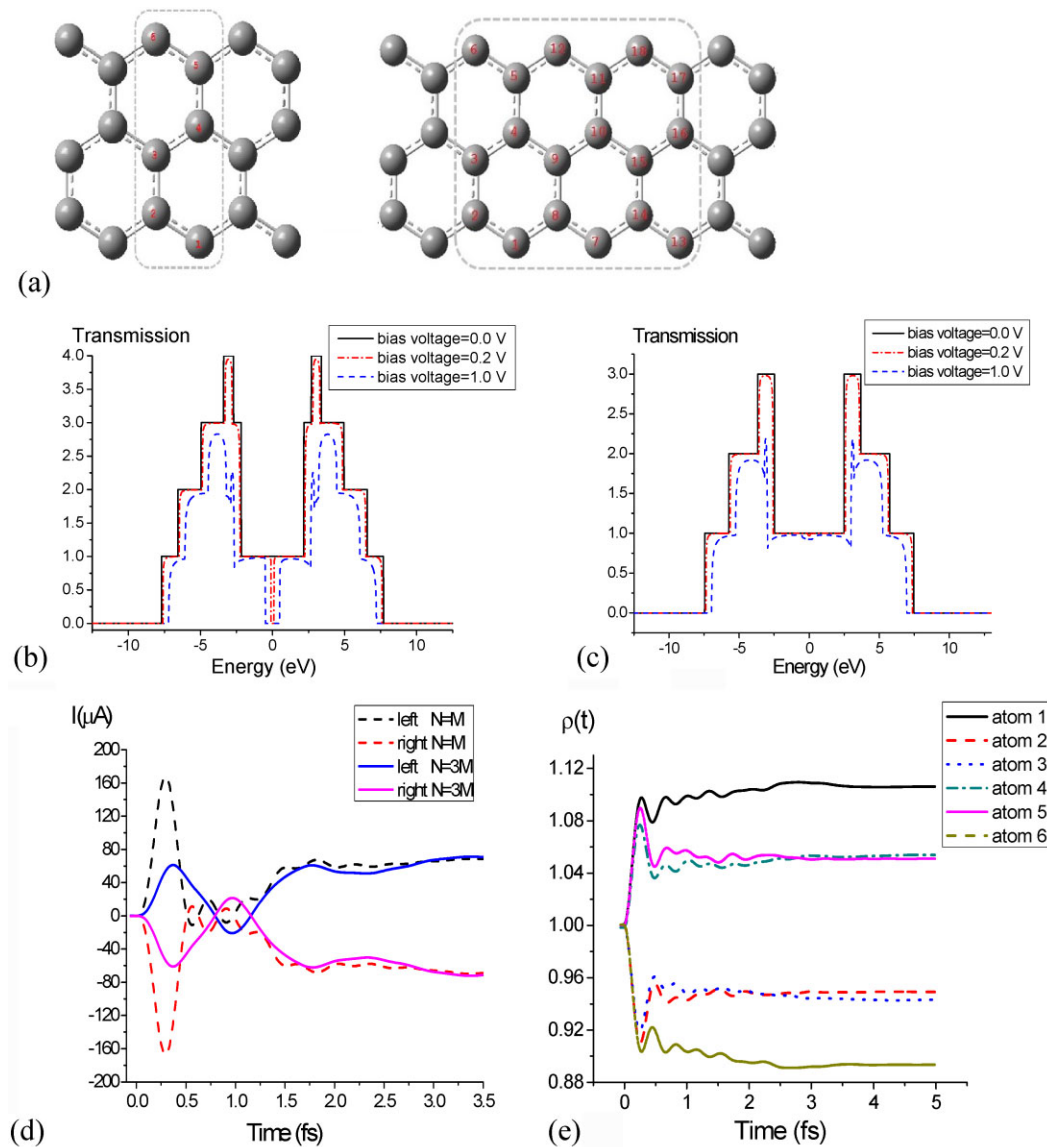 6
5
4
3
2
1
6
12
18
5
11
17
4
10
16
3
9
15
2
8
14
1
7
13
(a)
Transmission
bias voltage=0.0 V
bias voltage=0.2 V
bias voltage=1.0 V
4.0
3.5
3.0
2.5
2.0
1.5
1.0
0.5
0.0
-10 -5 0 5 10
Energy (eV)
(b)
Transmission
bias voltage=0.0 V
bias voltage=0.2 V
bias voltage=1.0 V
3.0
2.5
2.0
1.5
1.0
0.5
0.0
-10 -5 0 5 10
Energy (eV)
(c)
I(μA)
left N=M
right N=M
left N=3M
right N=3M
200
160
120
80
40
0
-40
-80
-120
-160
-200
0.0 0.5 1.0 1.5 2.0 2.5 3.0 3.5
Time (fs)
(d)
ρ(t)
atom 1
atom 2
atom 3
atom 4
atom 5
atom 6
1.12
1.08
1.04
1.00
0.96
0.92
0.88
0 1 2 3 4 5
Time (fs)
(e)